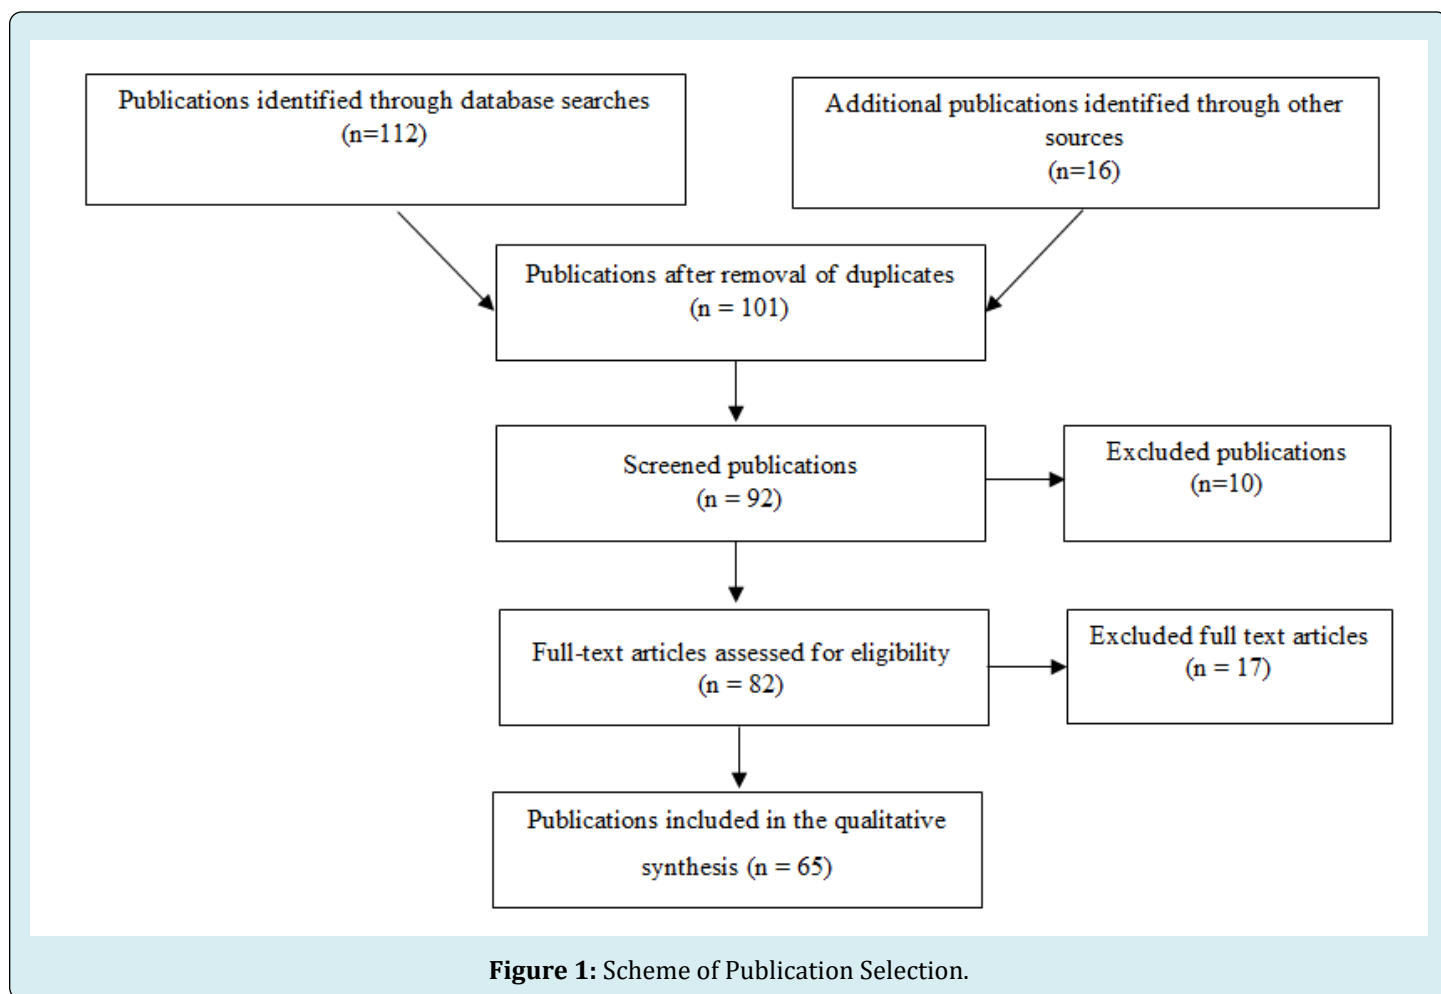 Publications identified through database searches
(n=112)
Additional publications identified through other
sources
(n=16)
Publications after removal of duplicates
(n = 101)
Screened publications
(n = 92)
Excluded publications
(n=10)
Full-text articles assessed for eligibility
(n = 82)
Excluded full text articles
(n = 17)
Publications included in the qualitative
synthesis (n = 65)
Figure 1: Scheme of Publication Selection.